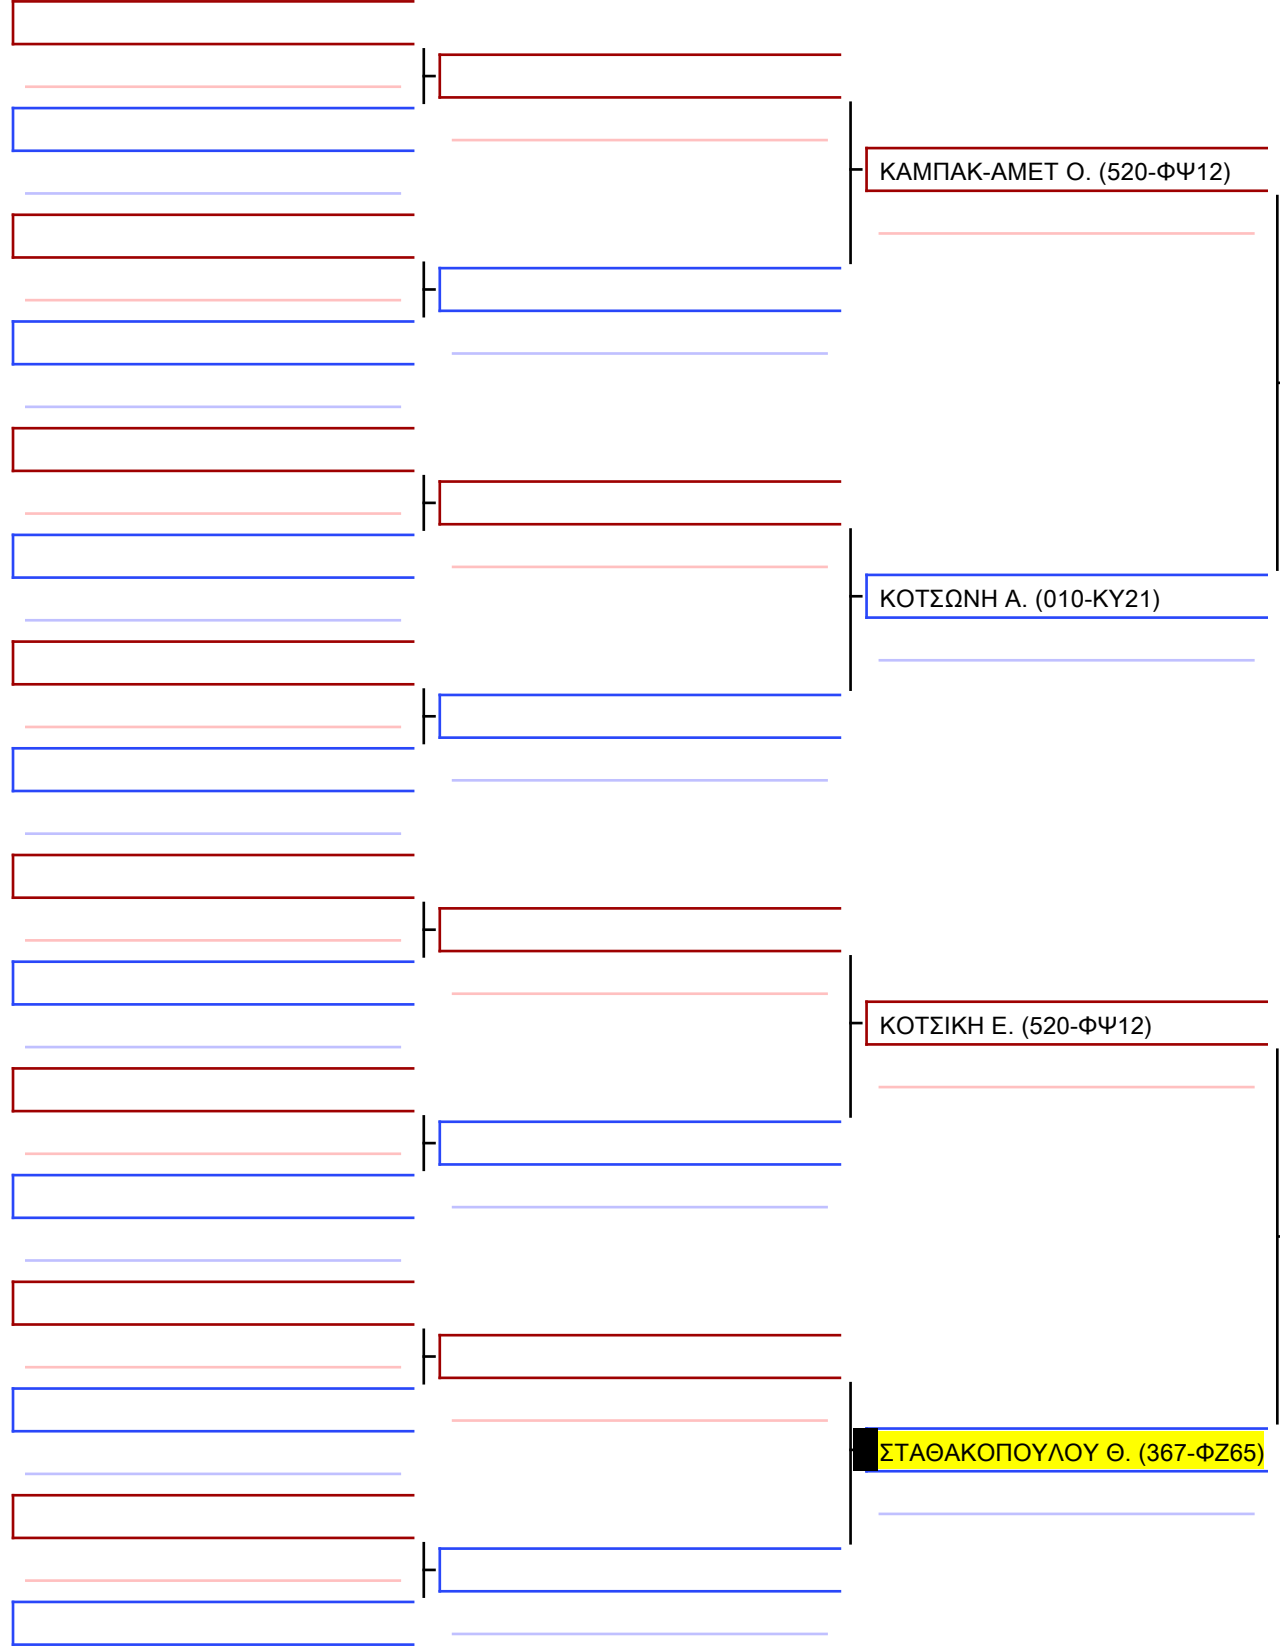 ΚΑΜΠΑΚ-ΑΜΕΤ Ο. (520-ΦΨ12)
ΚΟΤΣΩΝΗ Α. (010-ΚΥ21)
ΚΟΤΣΙΚΗ Ε. (520-ΦΨ12)
ΣΤΑΘΑΚΟΠΟΥΛΟΥ Θ. (367-ΦΖ65)